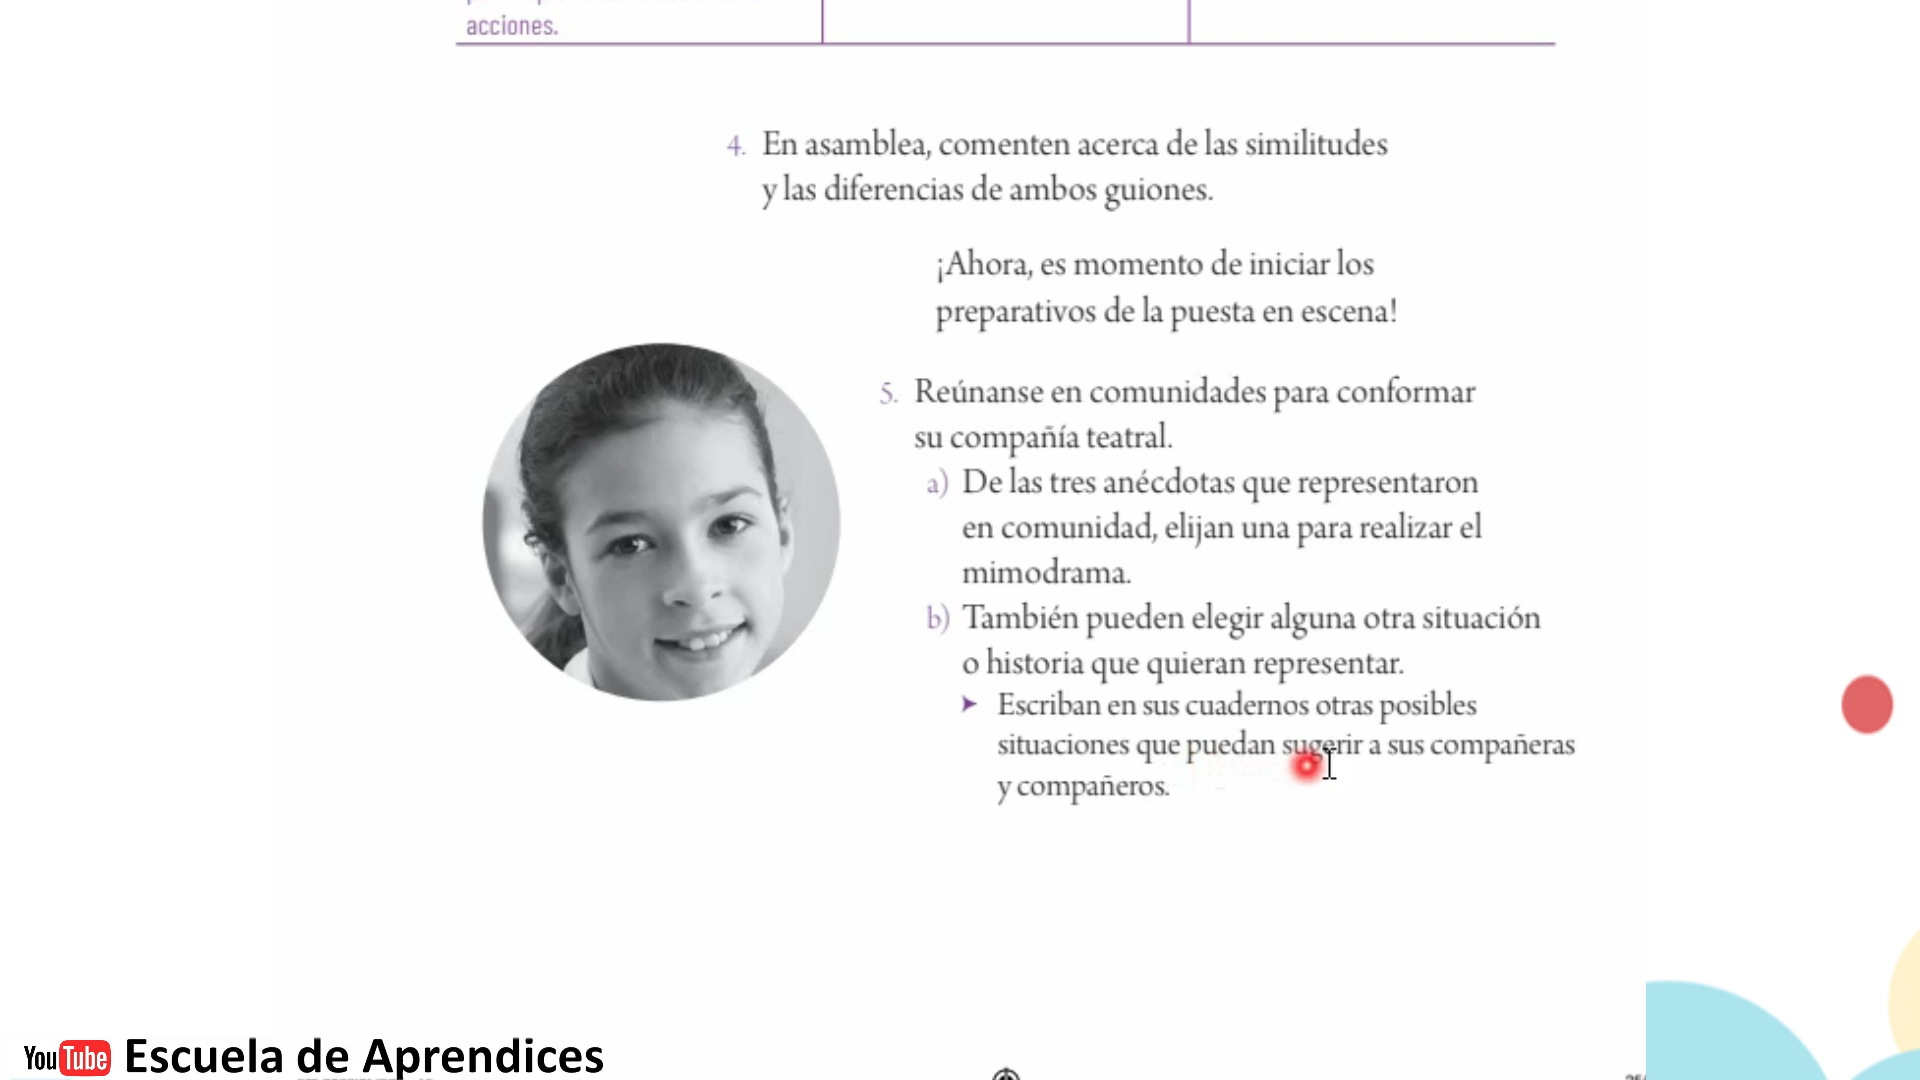 acciones.
4. En asamblea, comenten acerca de las similitudes
y las diferencias de ambos guiones.
¡Ahora, es momento de iniciar los
preparativos de la puesta en escena!
5. Reúnanse en comunidades para conformar
su compañía teatral.
a) De las tres anécdotas que representaron
en comunidad, elijan una para realizar el
mimodrama.
b) También pueden elegir alguna otra situación
o historia que quieran representar.
➤ Escriban en sus cuadernos otras posibles
situaciones que puedan sugerir a sus compañeras
y compañeros.
YouTube Escuela de Aprendices